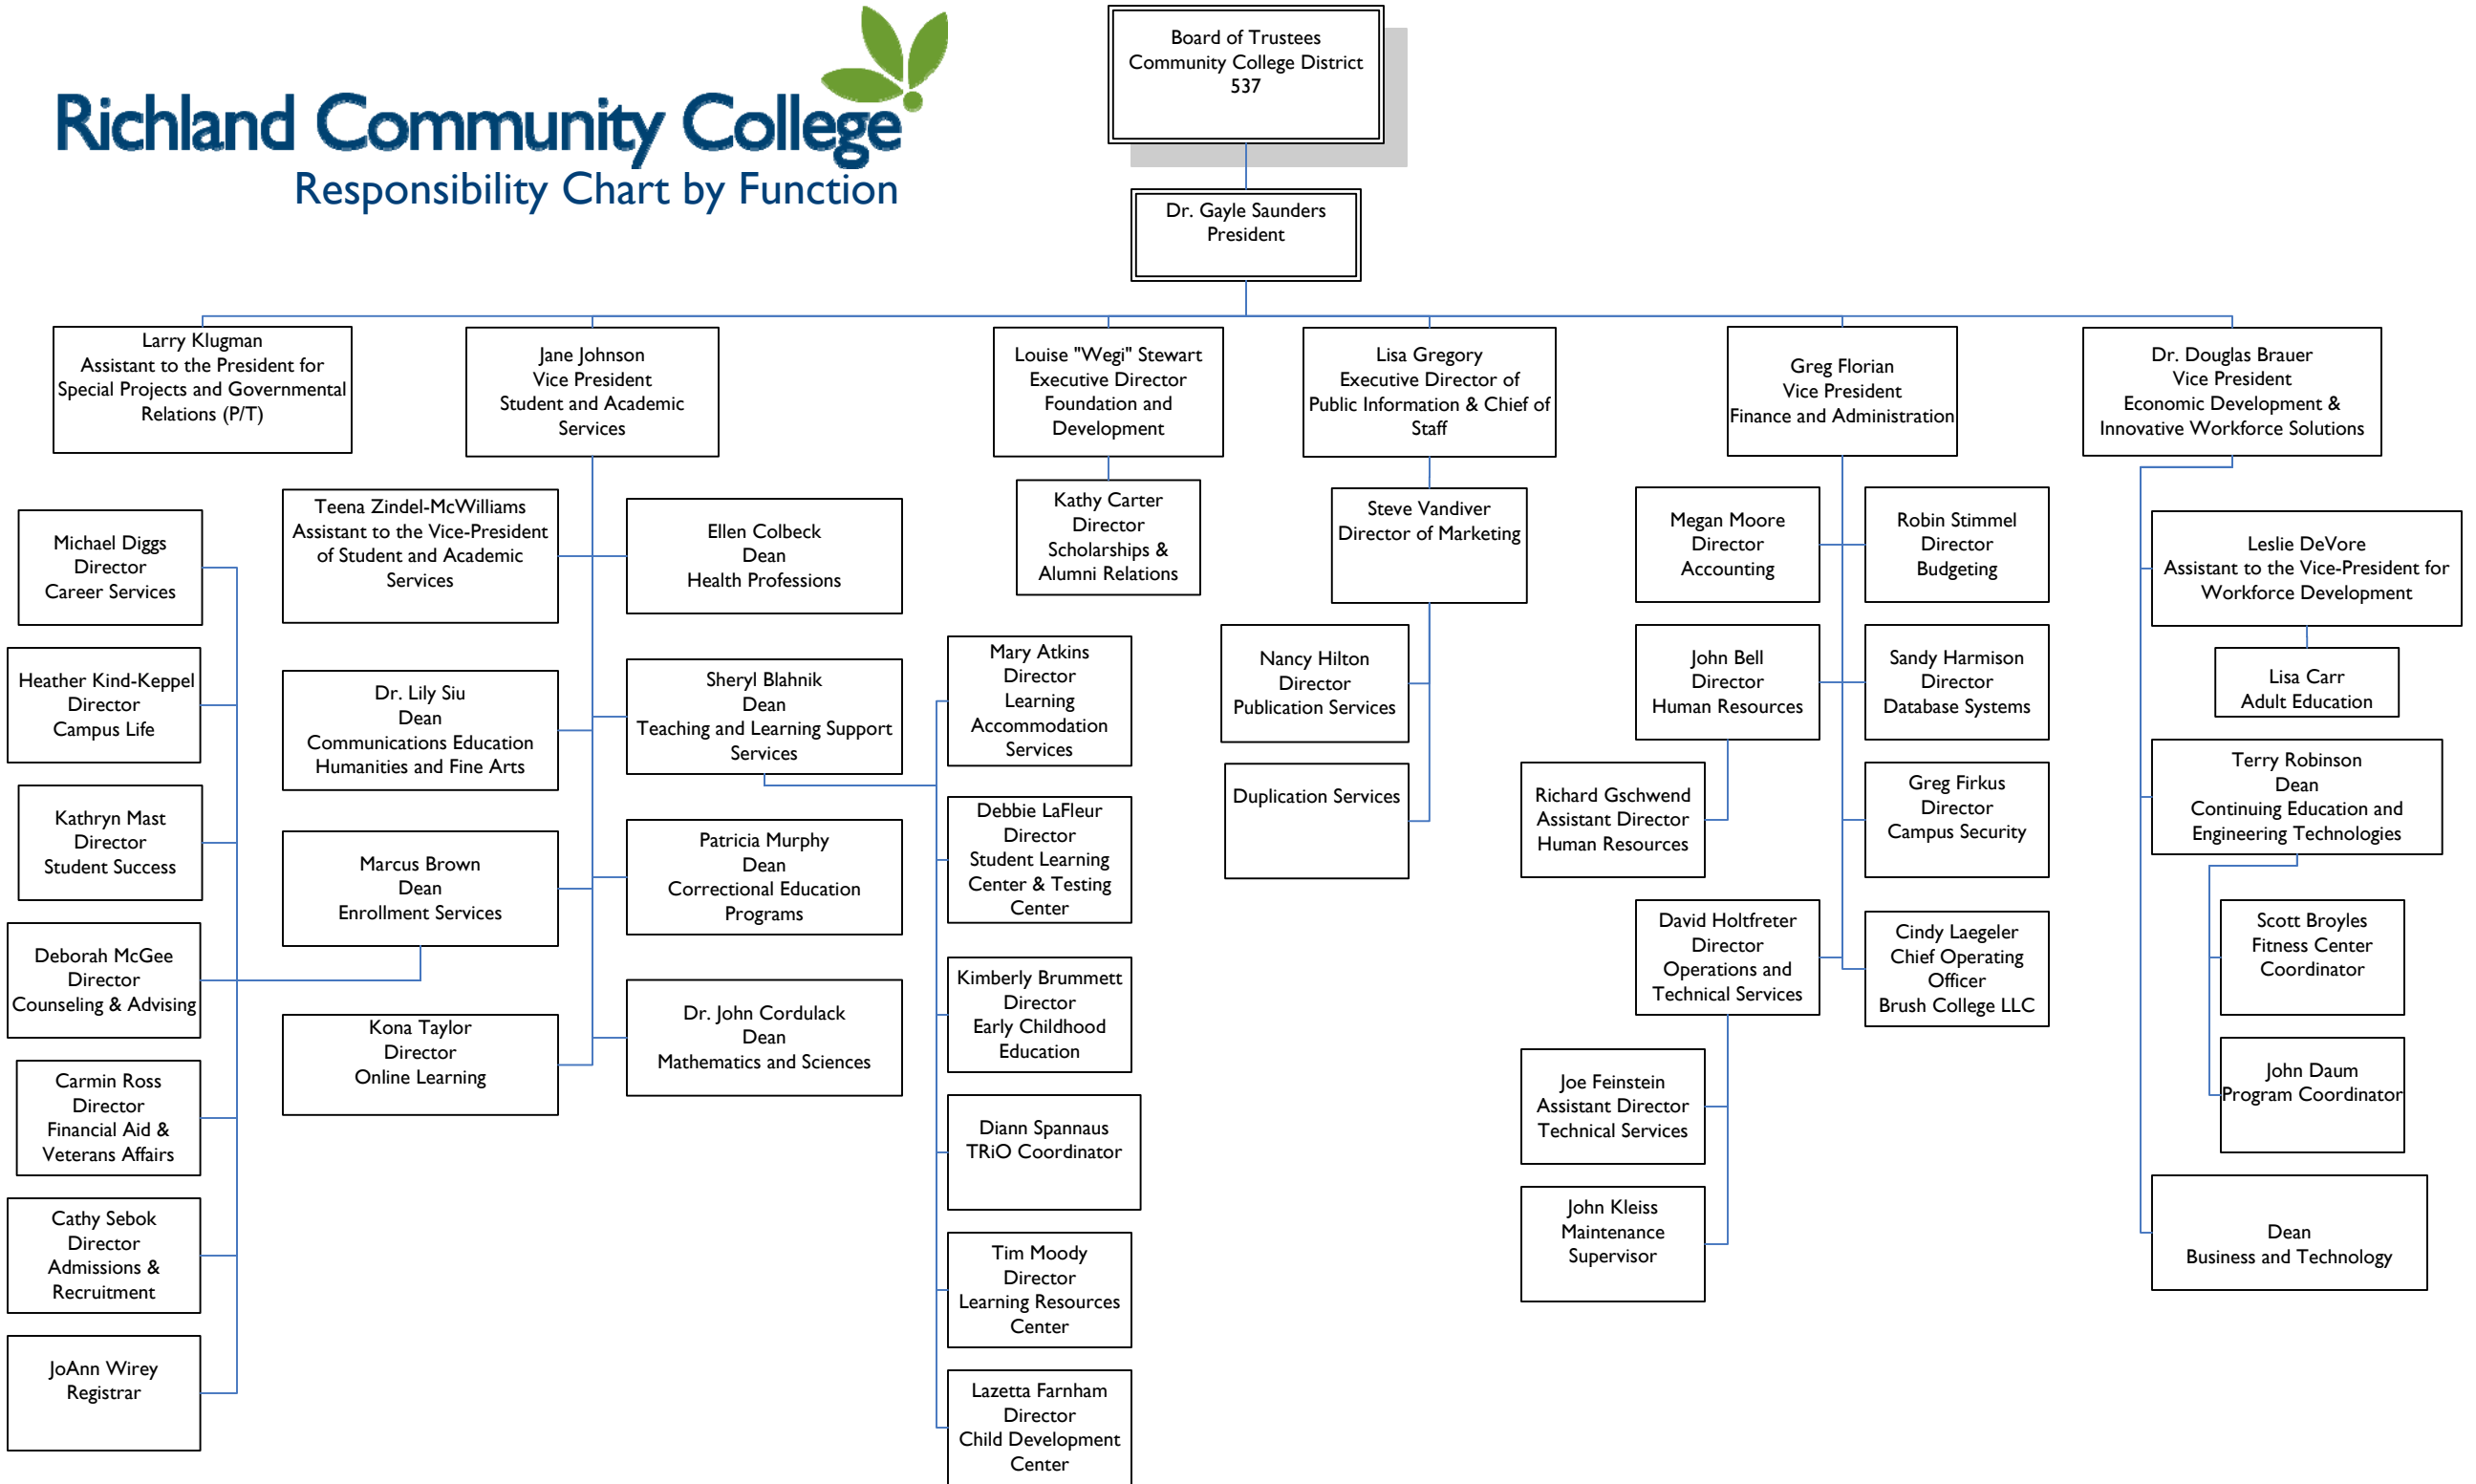 Richland Community College
Responsibility Chart by Function
Board of Trustees
Community College District
537
Dr. Gayle Saunders
President
Larry Klugman
Assistant to the President for
Special Projects and Governmental
Relations (P/T)
Jane Johnson
Vice President
Student and Academic
Services
Louise "Wegi" Stewart
Executive Director
Foundation and
Development
Lisa Gregory
Executive Director of
Public Information & Chief of
Staff
Greg Florian
Vice President
Finance and Administration
Dr. Douglas Brauer
Vice President
Economic Development &
Innovative Workforce Solutions
Michael Diggs
Director
Career Services
Heather Kind-Keppel
Director
Campus Life
Kathryn Mast
Director
Student Success
Deborah McGee
Director
Counseling & Advising
Carmin Ross
Director
Financial Aid &
Veterans Affairs
Cathy Sebok
Director
Admissions &
Recruitment
JoAnn Wirey
Registrar
Teena Zindel-McWilliams
Assistant to the Vice-President
of Student and Academic
Services
Dr. Lily Siu
Dean
Communications Education
Humanities and Fine Arts
Marcus Brown
Dean
Enrollment Services
Kona Taylor
Director
Online Learning
Ellen Colbeck
Dean
Health Professions
Sheryl Blahnik
Dean
Teaching and Learning Support
Services
Patricia Murphy
Dean
Correctional Education
Programs
Dr. John Cordulack
Dean
Mathematics and Sciences
Mary Atkins
Director
Learning
Accommodation
Services
Debbie LaFleur
Director
Student Learning
Center & Testing
Center
Kimberly Brummett
Director
Early Childhood
Education
Diann Spannaus
TRiO Coordinator
Tim Moody
Director
Learning Resources
Center
Lazetta Farnham
Director
Child Development
Center
Kathy Carter
Director
Scholarships &
Alumni Relations
Steve Vandiver
Director of Marketing
Nancy Hilton
Director
Publication Services
Duplication Services
Megan Moore
Director
Accounting
Robin Stimmel
Director
Budgeting
John Bell
Director
Human Resources
Sandy Harmison
Director
Database Systems
Richard Gschwend
Assistant Director
Human Resources
Greg Firkus
Director
Campus Security
David Holtfreter
Director
Operations and
Technical Services
Cindy Laegeler
Chief Operating
Officer
Brush College LLC
Joe Feinstein
Assistant Director
Technical Services
John Kleiss
Maintenance
Supervisor
Leslie DeVore
Assistant to the Vice-President for
Workforce Development
Lisa Carr
Adult Education
Terry Robinson
Dean
Continuing Education and
Engineering Technologies
Scott Broyles
Fitness Center
Coordinator
John Daum
Program Coordinator
Dean
Business and Technology